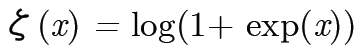 ζ (x) = log(1+ exp(x))